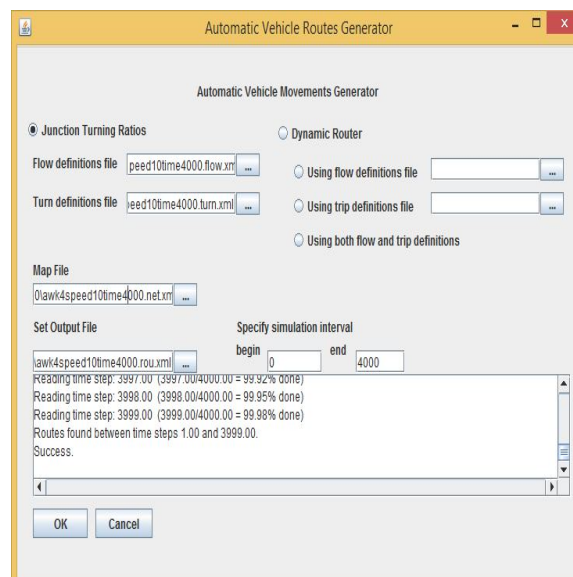 Automatic Vehicle Routes Generator
Automatic Vehicle Movements Generator
Junction Turning Ratios
Dynamic Router
Flow definitions file
peed10time4000.flow.xm
...
Using flow definitions file
...
Turn definitions file
eed10time4000.turn.xml
...
Using trip definitions file
...
Using both flow and trip definitions
Map File
0\awk4speed10time4000.net.xm
...
Set Output File
Specify simulation interval
\awk4speed10time4000.rou.xml
...
begin
0
end
4000
Reading time step: 3997.00 (3997.00/4000.00 = 99.92% done)
Reading time step: 3998.00 (3998.00/4000.00 = 99.95% done)
Reading time step: 3999.00 (3999.00/4000.00 = 99.98% done)
Routes found between time steps 1.00 and 3999.00.
Success.
OK
Cancel